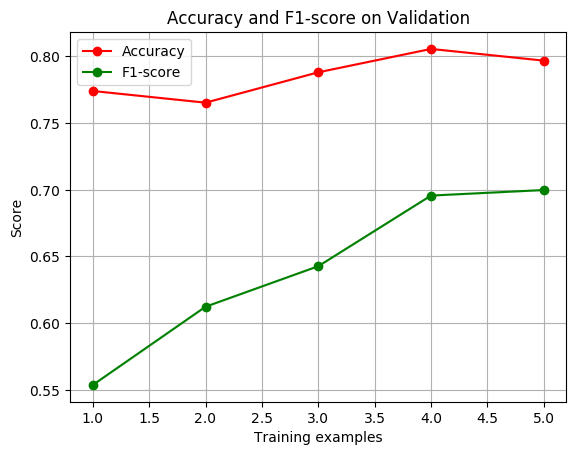 Accuracy and F1-score on Validation
Accuracy
F1-score
0.80
0.75
0.70
0.65
0.60
0.55
Score
1.0 1.5 2.0 2.5 3.0 3.5 4.0 4.5 5.0
Training examples